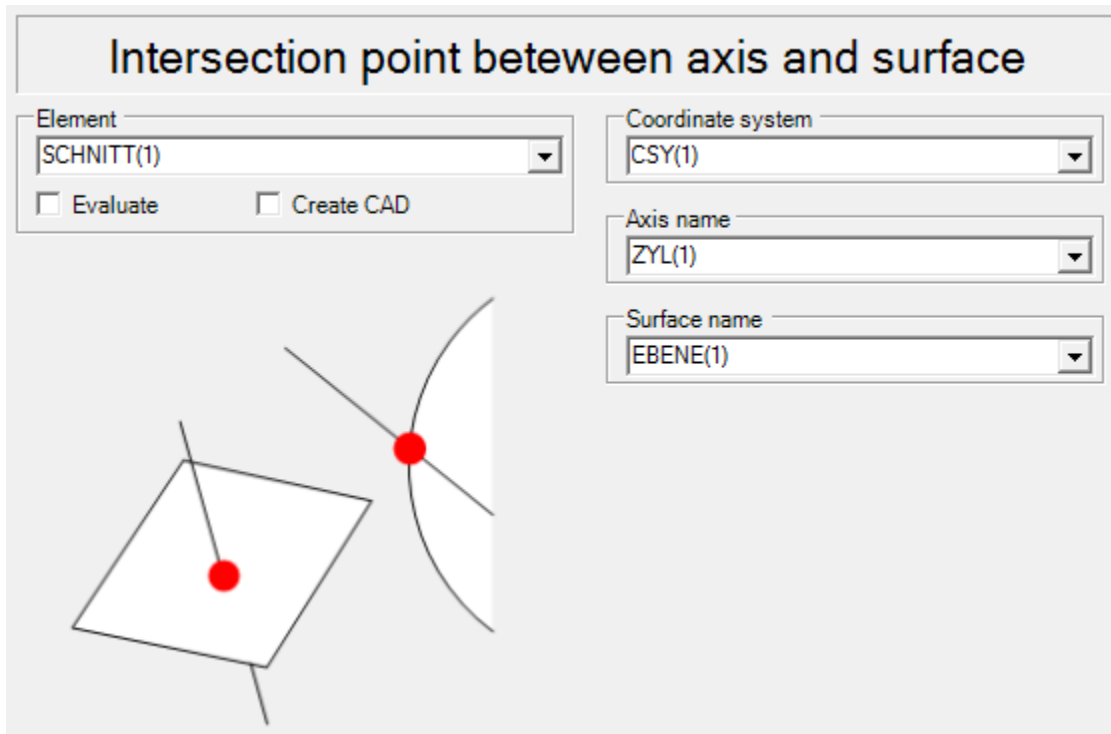 Intersection point beteween axis and surface
Element
SCHNITT(1)
Evaluate
Create CAD
Coordinate system
CSY(1)
Axis name
ZYL(1)
Surface name
EBENE(1)